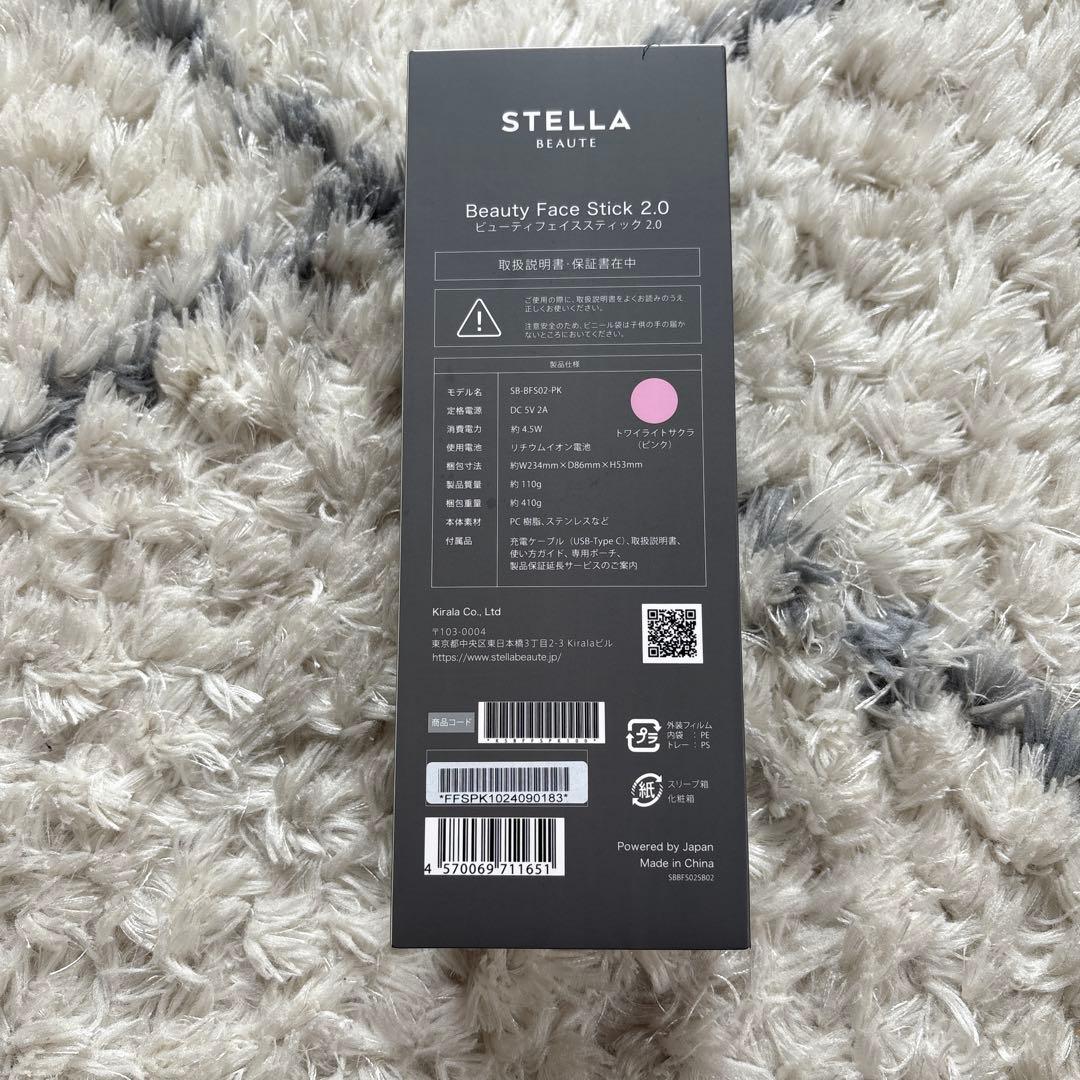 STELLA
BEAUTE
Beauty Face Stick 2.0
ビューティフェイススティック 2.0
取扱説明書・保証書在中
ご使用の際に、取扱説明書をよくお読みのうえ
正しくお使いください。
注意安全のため、ビニール袋は子供の手の届か
ないところにおいてください。
製品仕様
モデル名 SB-BFS02-PK
定格電源 DC 5V 2A
消費電力 約 4.5W
使用電池 リチウムイオン電池
梱包寸法 約W234mm×D86mm×H53mm
製品質量 約 110g
梱包重量 約 410g
本体素材 PC 樹脂、ステンレスなど
付属品 充電ケーブル（USB-Type C）、取扱説明書、
使い方ガイド、専用ポーチ、
製品保証延長サービスのご案内
トワイライトサクラ
（ピンク）
Kirala Co., Ltd
〒103-0004
東京都中央区東日本橋3丁目2-3 Kiralaビル
https://www.stellabeaute.jp/
商品コード
*FFSPK1024090183*
4 570069 711651
プラ
外装フィルム
内袋 ：PE
トレー ：PS
紙
スリーブ箱
化粧箱
Powered by Japan
Made in China
SBBFS02SB02